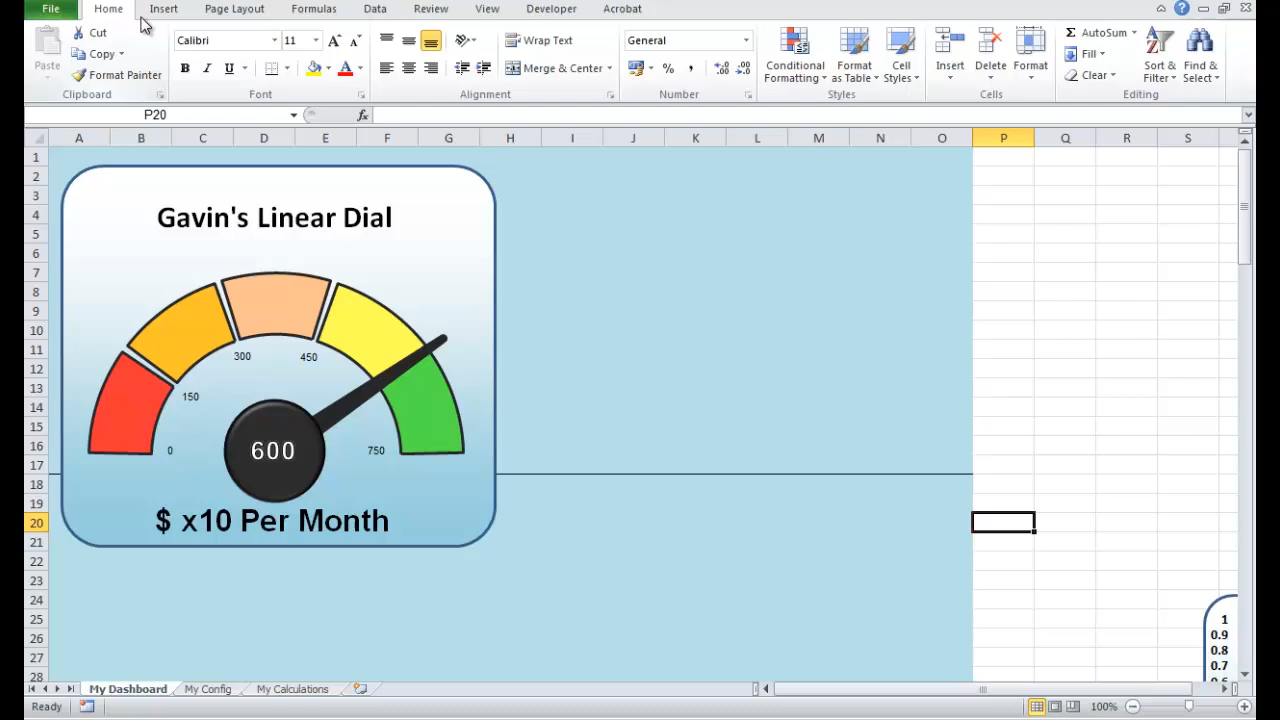 File Home Insert Page Layout Formulas Data Review View Developer Acrobat
Paste
Cut
Copy
Format Painter
Clipboard
Calibri 11
B I U
Font
Wrap Text
Merge & Center
Alignment
General
% ,
Number
Conditional Formatting
Format as Table
Cell Styles
Styles
Insert
Delete
Format
Cells
Σ AutoSum
Fill
Clear
Sort & Filter
Find & Select
Editing
P20 fx
A B C D E F G H I J K L M N O P Q R S
1
2
3
4
5
6
7
8
9
10
11
12
13
14
15
16
17
18
19
20
21
22
23
24
25
26
27
28
Gavin's Linear Dial
300 450
150
0 600 750
$ x10 Per Month
1
0.9
0.8
0.7
My Dashboard My Config My Calculations
Ready 100%